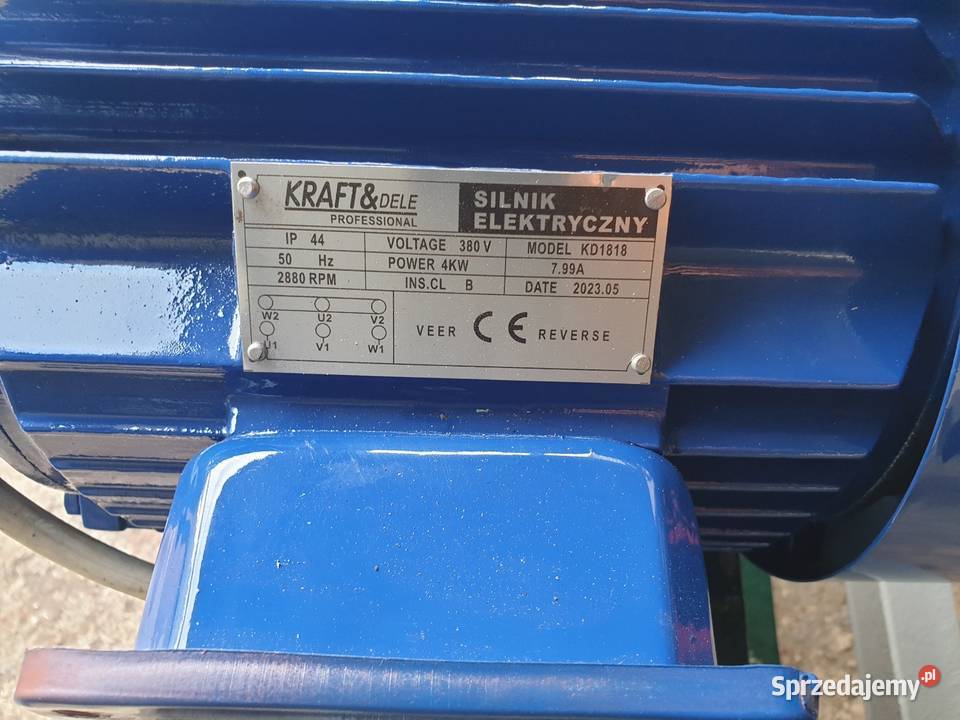 KRAFT&DELE
PROFESSIONAL
SILNIK
ELEKTRYCZNY
IP 44 VOLTAGE 380 V MODEL KD1818
50 Hz POWER 4KW 7.99A
2880 RPM INS.CL B DATE 2023.05
W2 U2 V2
U1 V1 W1
VEER CE REVERSE
Sprzedajemy.pl